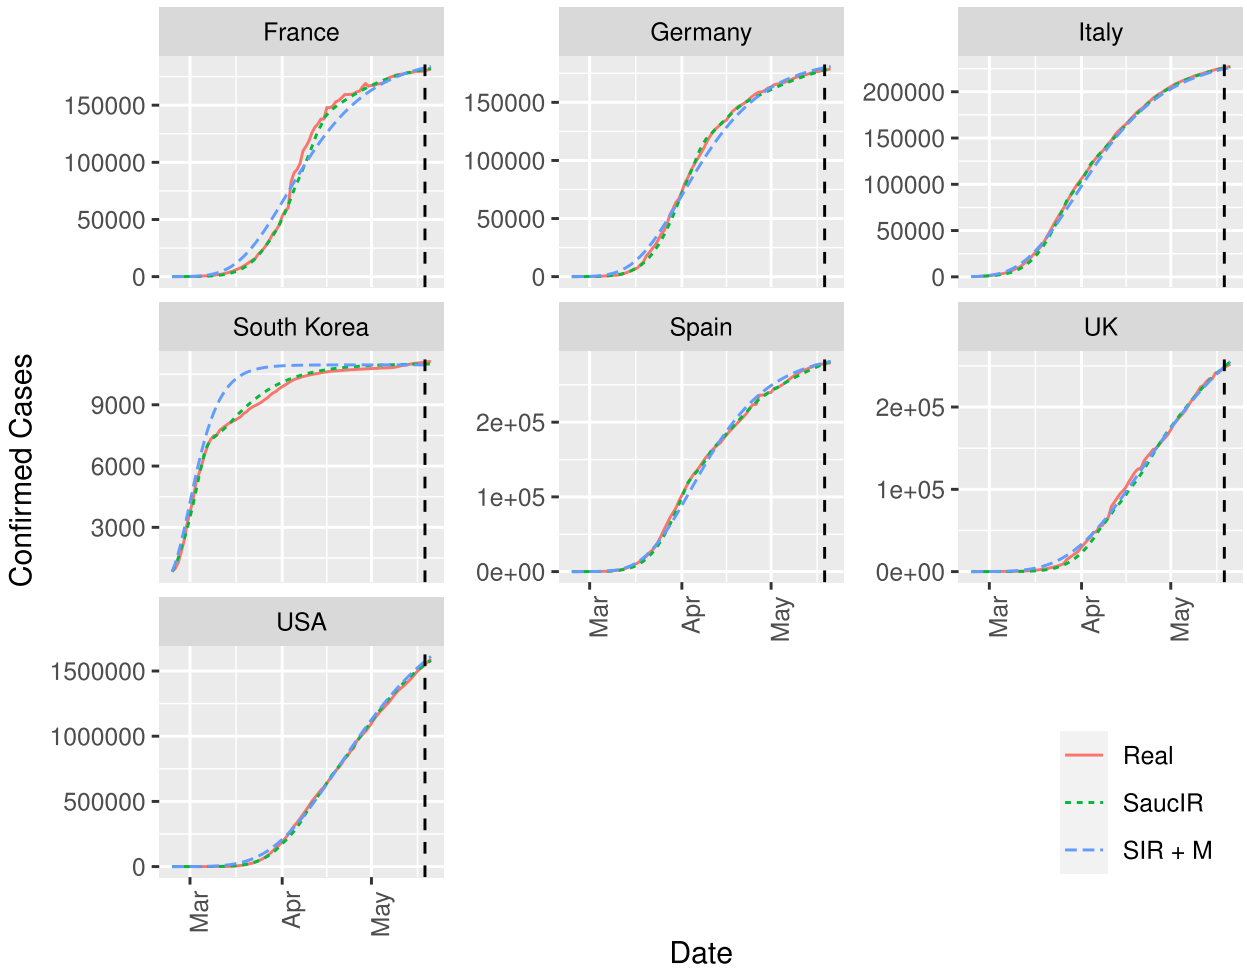 France
Germany
Italy
150000
100000
50000
0
150000
100000
50000
0
200000
150000
100000
50000
0
Confirmed Cases
South Korea
Spain
UK
9000
6000
3000
2e+05
1e+05
0e+00
2e+05
1e+05
0e+00
Mar
Apr
May
Mar
Apr
May
USA
1500000
1000000
500000
0
Mar
Apr
May
Real
SaucIR
SIR + M
Date